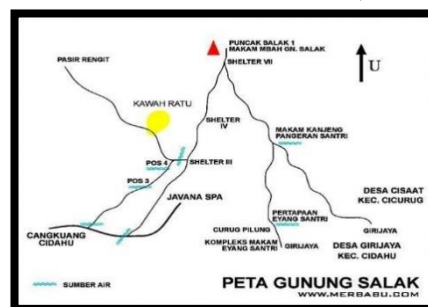 PUNCAK SALAK 1
MAKAM MBAH GN. SALAK
SHELTER VII
U
PASIR RENGIT
KAWAH RATU
SHELTER
IV
MAKAM KANJENG
PANGERAN SANTRI
POS 4
SHELTER III
POS 3
DESA CISAAT
KEC. CICURUG
JAVANA SPA
PERTAPAAN
EYANG SANTRI
CANGKUANG
CIDAHU
CURUG PILUNG
GIRIJAYA
KOMPLEKS MAKAM
EYANG SANTRI
GIRIJAYA
DESA GIRIJAYA
KEC. CIDAHU
SUMBER AIR
PETA GUNUNG SALAK
WWW.MERBABU.COM